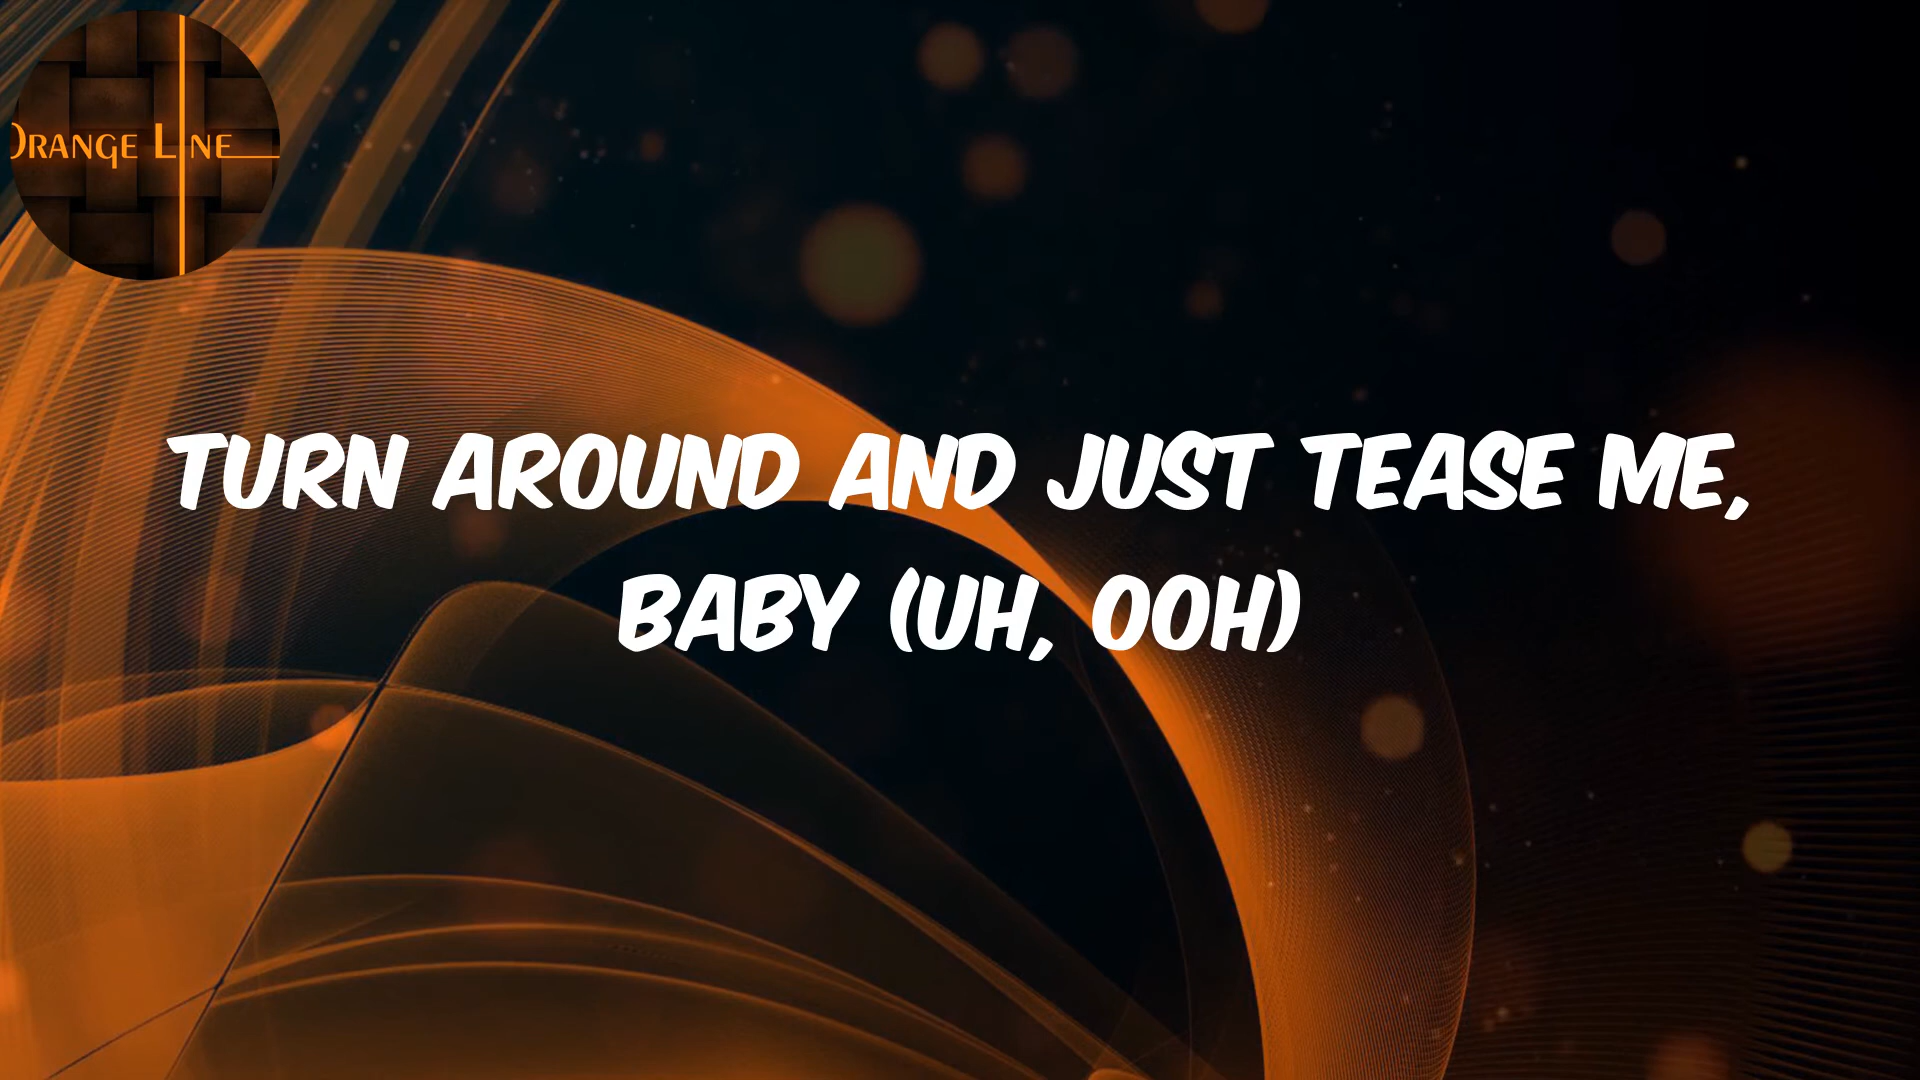 ORANGE LINE
TURN AROUND AND JUST TEASE ME,
BABY (UH, OOH)